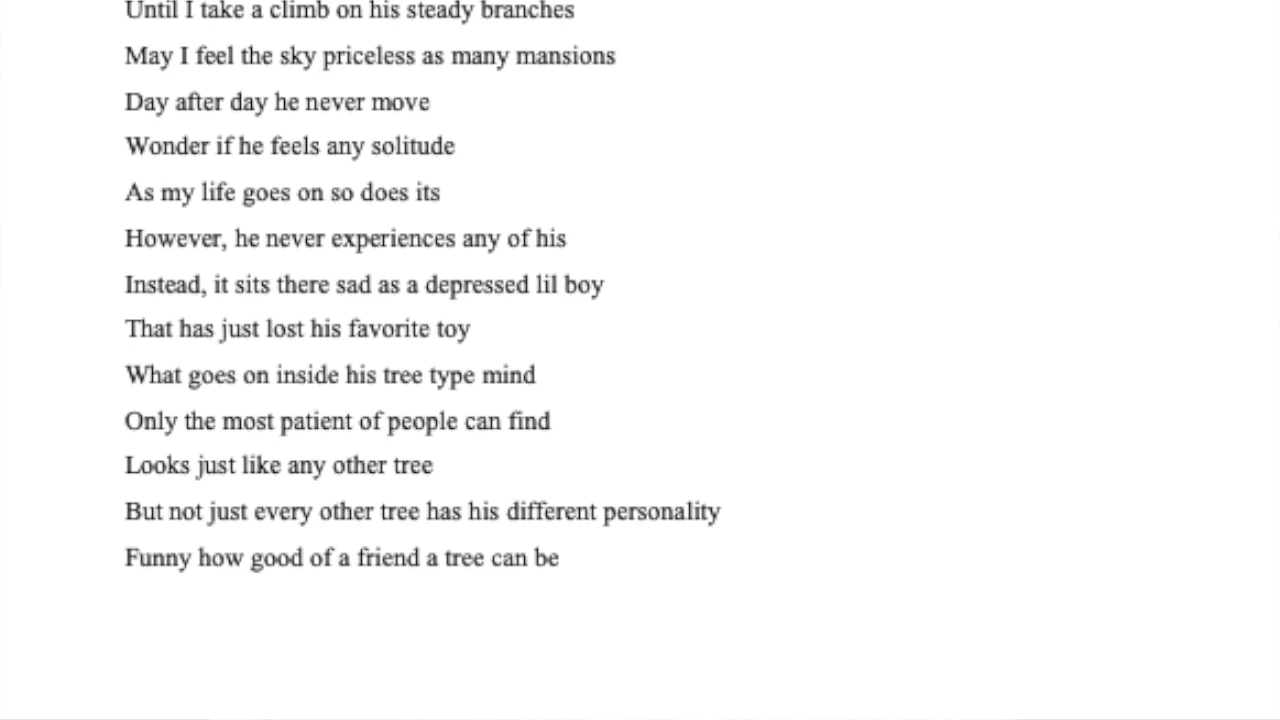 Until I take a climb on his steady branches
May I feel the sky priceless as many mansions
Day after day he never move
Wonder if he feels any solitude
As my life goes on so does its
However, he never experiences any of his
Instead, it sits there sad as a depressed lil boy
That has just lost his favorite toy
What goes on inside his tree type mind
Only the most patient of people can find
Looks just like any other tree
But not just every other tree has his different personality
Funny how good of a friend a tree can be